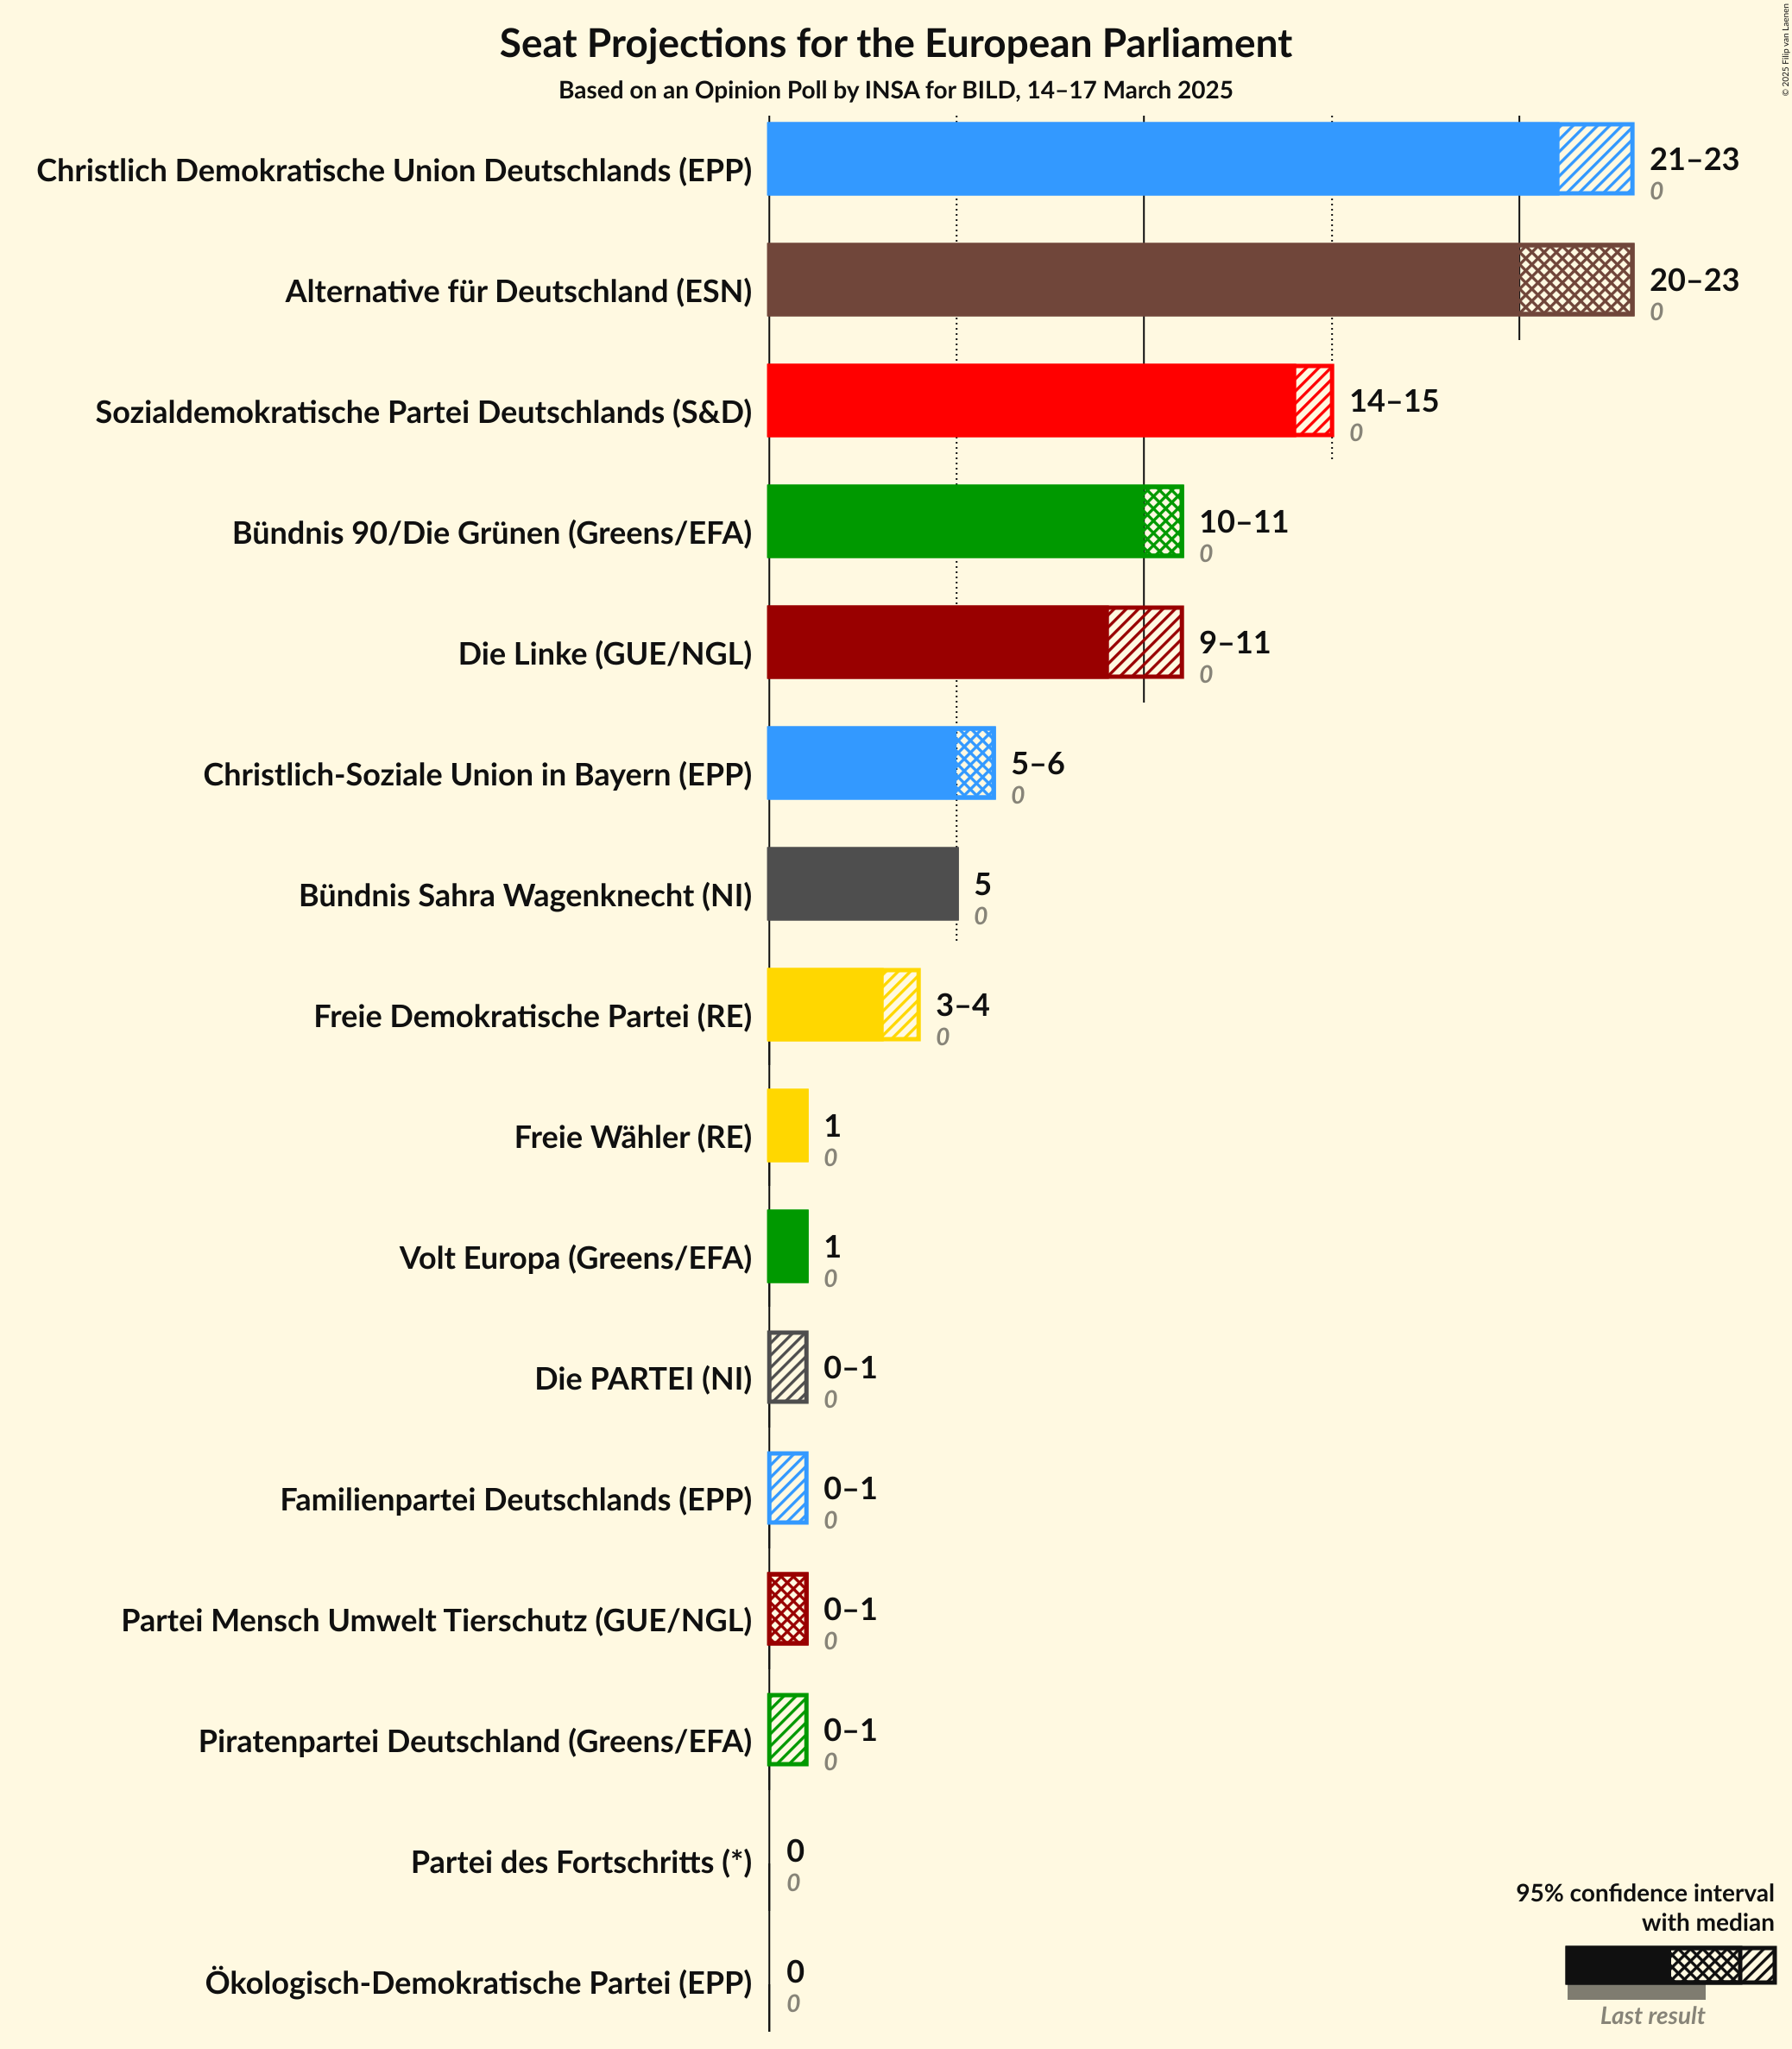 Seat Projections for the European Parliament
Based on an Opinion Poll by INSA for BILD, 14–17 March 2025
© 2025 Filip van Laenen
Christlich Demokratische Union Deutschlands (EPP)
21–23
0
Alternative für Deutschland (ESN)
20–23
0
Sozialdemokratische Partei Deutschlands (S&D)
14–15
0
Bündnis 90/Die Grünen (Greens/EFA)
10–11
0
Die Linke (GUE/NGL)
9–11
0
Christlich-Soziale Union in Bayern (EPP)
5–6
0
Bündnis Sahra Wagenknecht (NI)
5
0
Freie Demokratische Partei (RE)
3–4
0
Freie Wähler (RE)
1
0
Volt Europa (Greens/EFA)
1
0
Die PARTEI (NI)
0–1
0
Familienpartei Deutschlands (EPP)
0–1
0
Partei Mensch Umwelt Tierschutz (GUE/NGL)
0–1
0
Piratenpartei Deutschland (Greens/EFA)
0–1
0
Partei des Fortschritts (*)
0
0
Ökologisch-Demokratische Partei (EPP)
0
0
95% confidence interval
with median
Last result